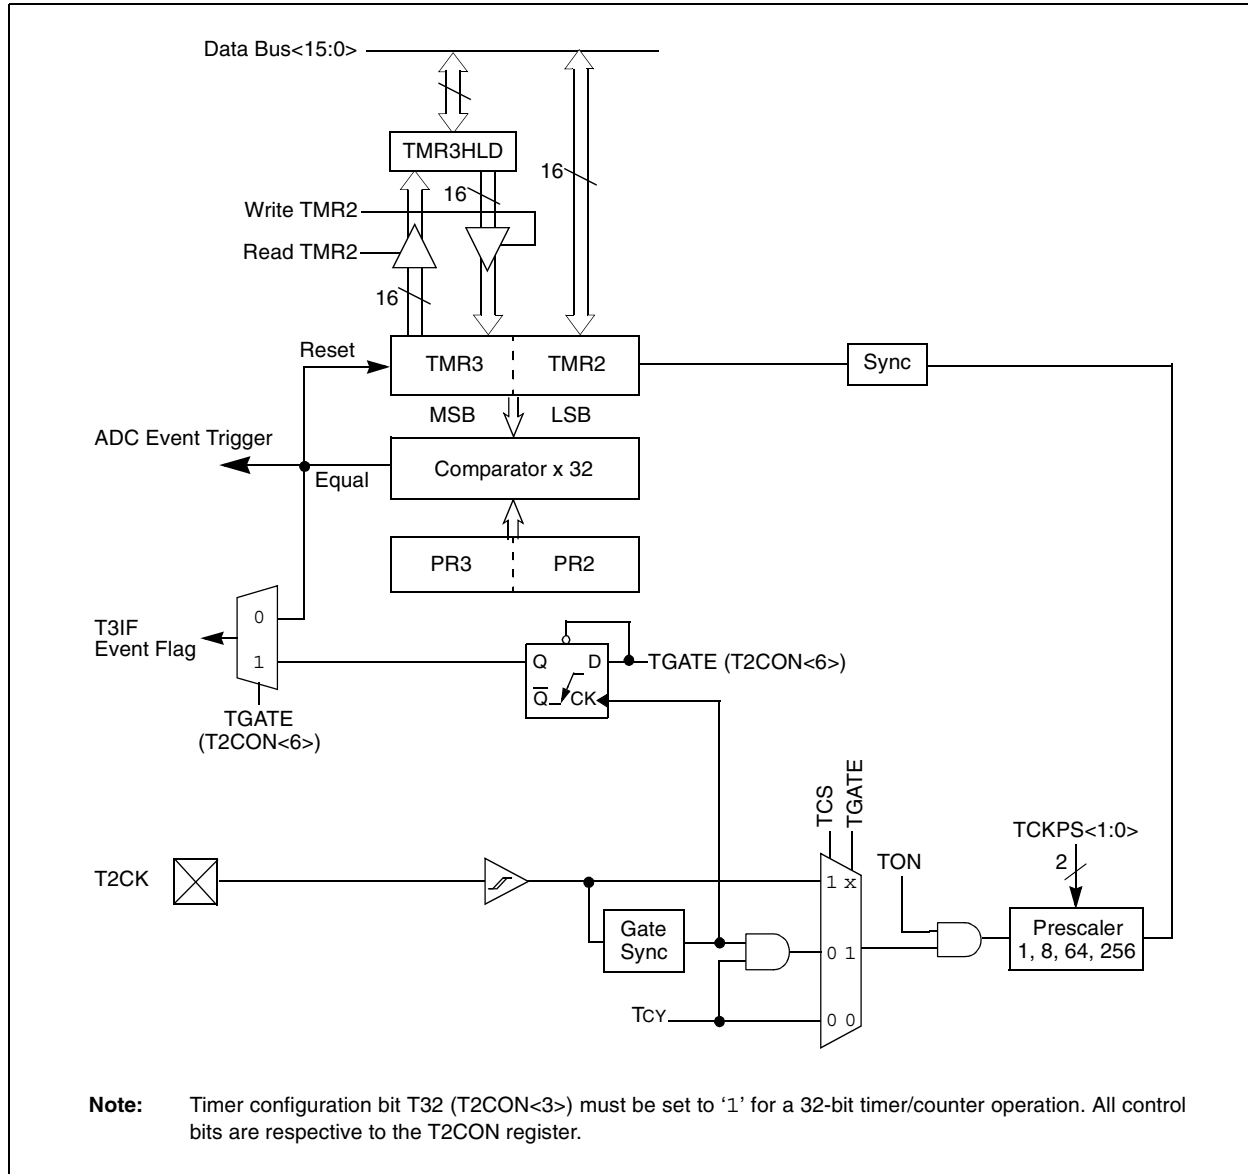 Data Bus<15:0>
TMR3HLD
16
16
Write TMR2
Read TMR2
16
Reset
TMR3
TMR2
Sync
MSB
LSB
ADC Event Trigger
Equal
Comparator x 32
PR3
PR2
0
1
T3IF
Event Flag
TGATE
(T2CON<6>)
Q
D
Q̅
CK
TGATE (T2CON<6>)
TCS
TGATE
TCKPS<1:0>
2
TON
T2CK
1 x
Gate
Sync
0 1
Prescaler
1, 8, 64, 256
TCY
0 0
Note: Timer configuration bit T32 (T2CON<3>) must be set to ‘1’ for a 32-bit timer/counter operation. All control
bits are respective to the T2CON register.